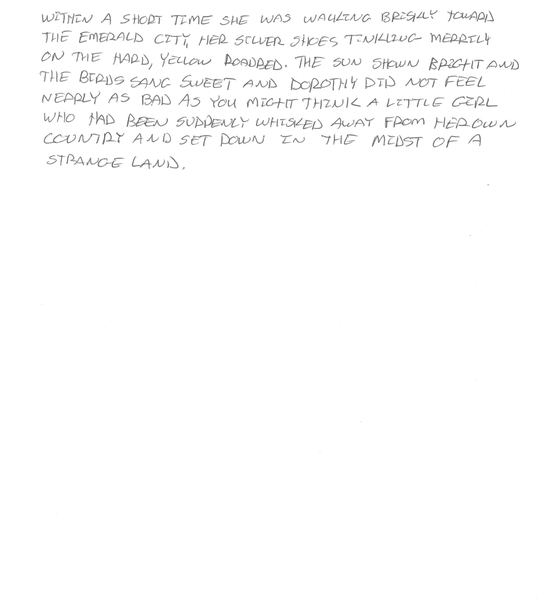 WITHIN A SHORT TIME SHE WAS WALKING BRISKLY TOWARD
THE EMERALD CITY, HER SILVER SHOES TINKLING MERRILY
ON THE HARD, YELLOW ROADBED. THE SUN SHOWN BRIGHT AND
THE BIRDS SANG SWEET AND DOROTHY DID NOT FEEL
NEARLY AS BAD AS YOU MIGHT THINK A LITTLE GIRL
WHO HAD BEEN SUDDENLY WHISKED AWAY FROM HER OWN
COUNTRY AND SET DOWN IN THE MIDST OF A
STRANGE LAND.